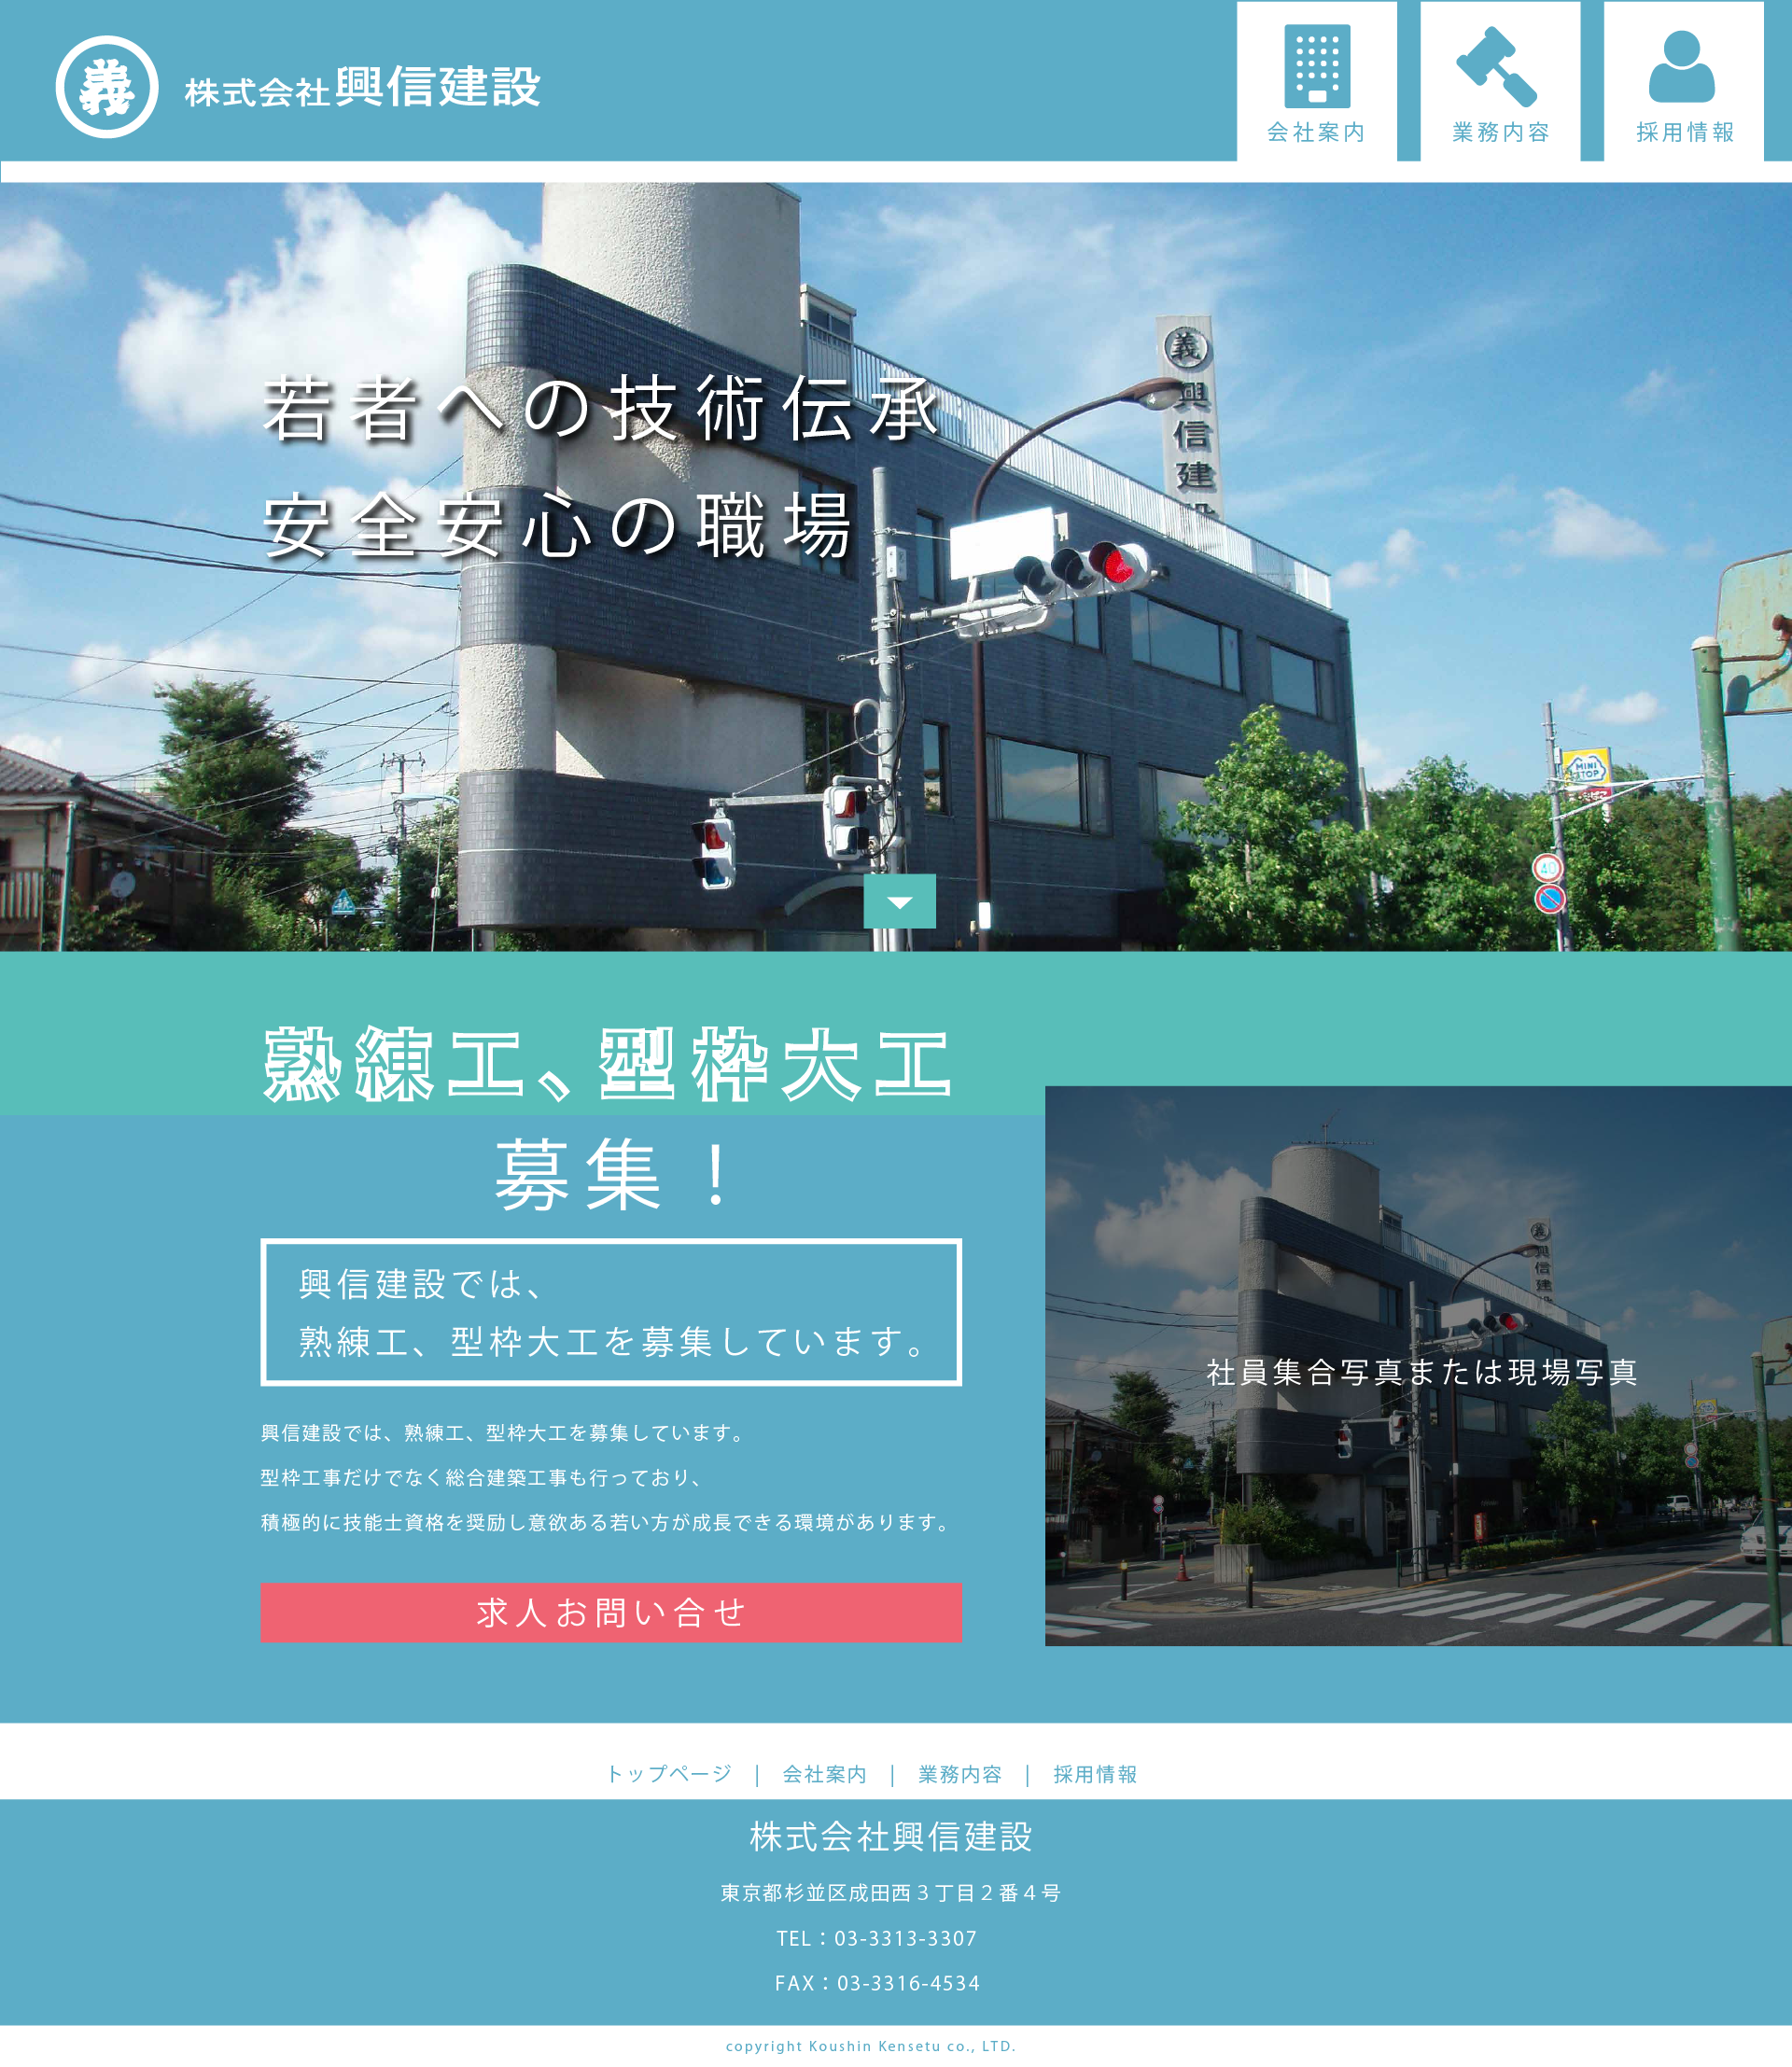 義
株式会社興信建設
会社案内
業務内容
採用情報
若者への技術伝承
安全安心の職場
義
興信建
MINI
STOP
40
熟練工、型枠大工
募集！
興信建設では、
熟練工、型枠大工を募集しています。
興信建設では、熟練工、型枠大工を募集しています。
型枠工事だけでなく総合建築工事も行っており、
積極的に技能士資格を奨励し意欲ある若い方が成長できる環境があります。
求人お問い合せ
義
興信建
社員集合写真または現場写真
トップページ ｜ 会社案内 ｜ 業務内容 ｜ 採用情報
株式会社興信建設
東京都杉並区成田西３丁目２番４号
TEL：03-3313-3307
FAX：03-3316-4534
copyright Koushin Kensetu co., LTD.